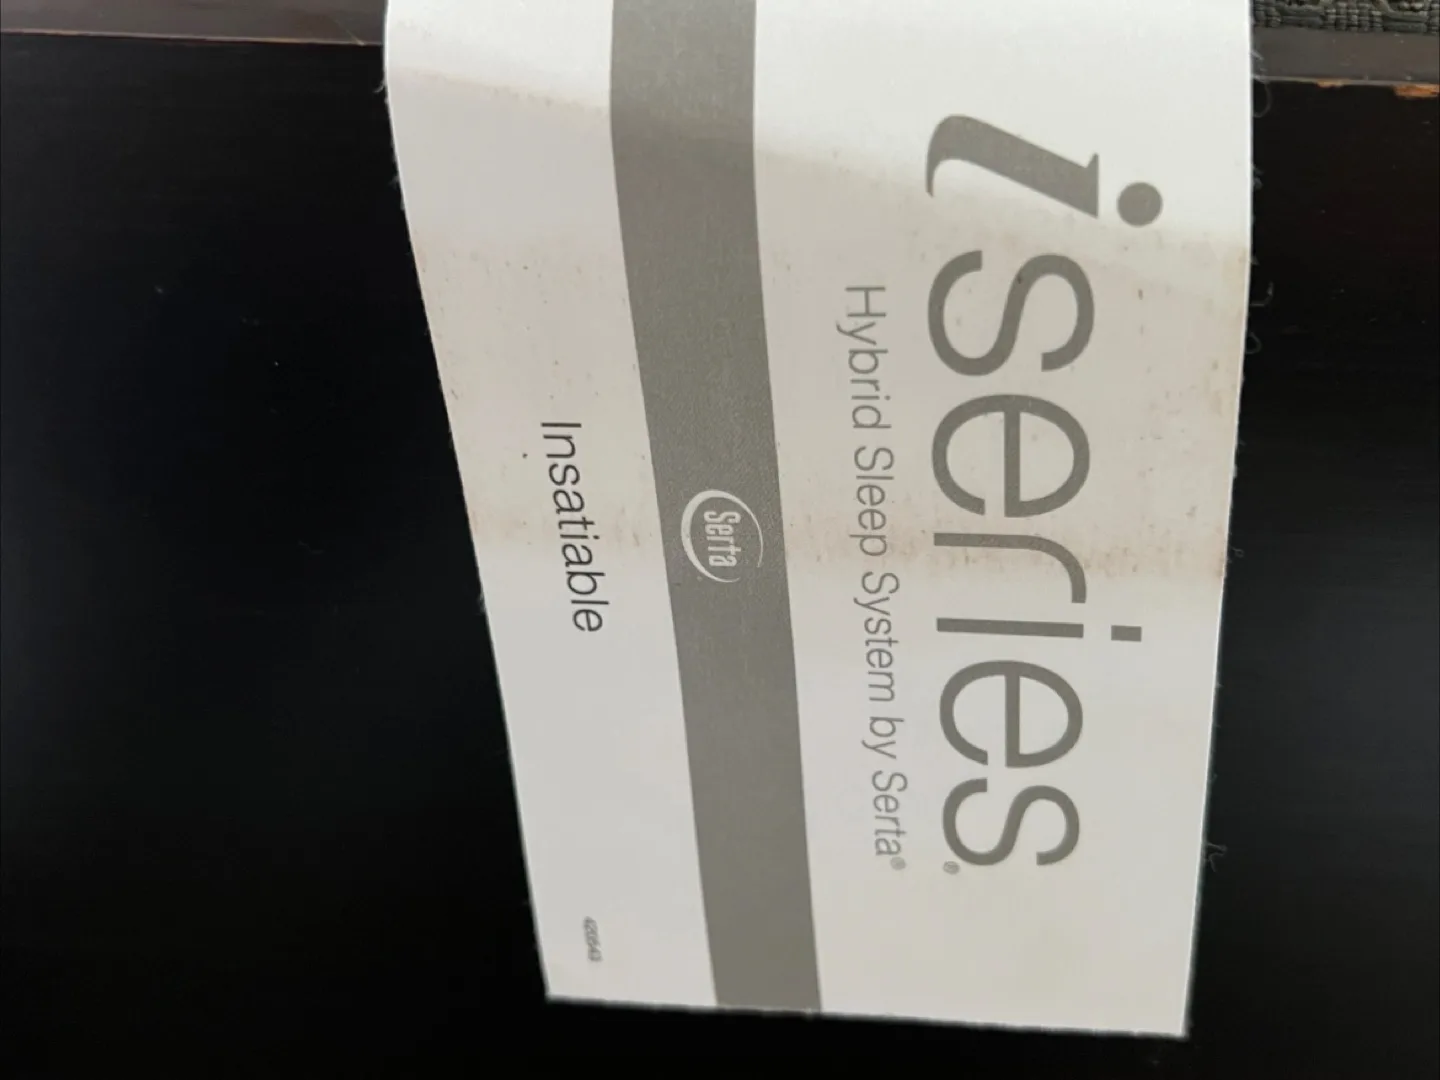 iseries®
Hybrid Sleep System by Serta®
Serta
Insatiable